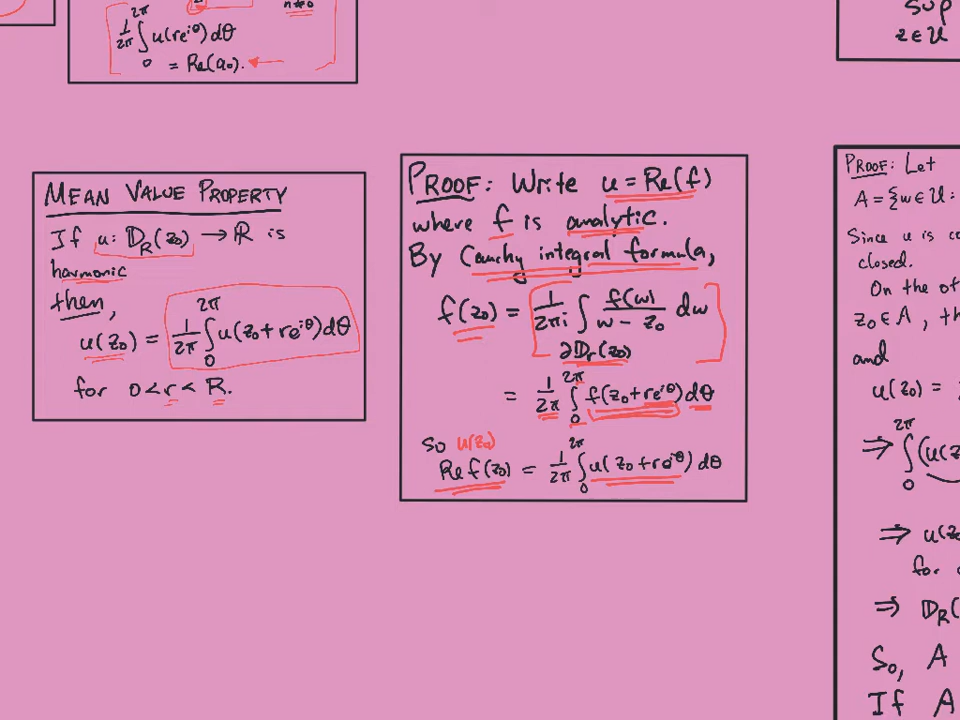 2π
1/2π ∫ u(re^iθ) dθ
0 = Re(a₀). ←
n≠0
MEAN VALUE PROPERTY
If u: 𝔻_R(z₀) → ℝ is
harmonic
then,
u(z₀) = 1/2π ∫₀^2π u(z₀ + re^iθ) dθ
for 0 < r < R.
PROOF: Write u = Re(f)
where f is analytic.
By Cauchy integral formula,
f(z₀) = 1/2πi ∫_∂𝔻_r(z₀) f(w)/(w − z₀) dw
= 1/2π ∫₀^2π f(z₀ + re^iθ) dθ
so u(z₀)
Re f(z₀) = 1/2π ∫₀^2π u(z₀ + re^iθ) dθ
sup
z ∈ U
PROOF: Let
A = {w ∈ U :
Since u is
closed.
On the
z₀ ∈ A, 
and
u(z₀) =
⇒ ∫₀^2π (u(z
⇒ u(z₀
for
⇒ 𝔻_R(
So, A
If A